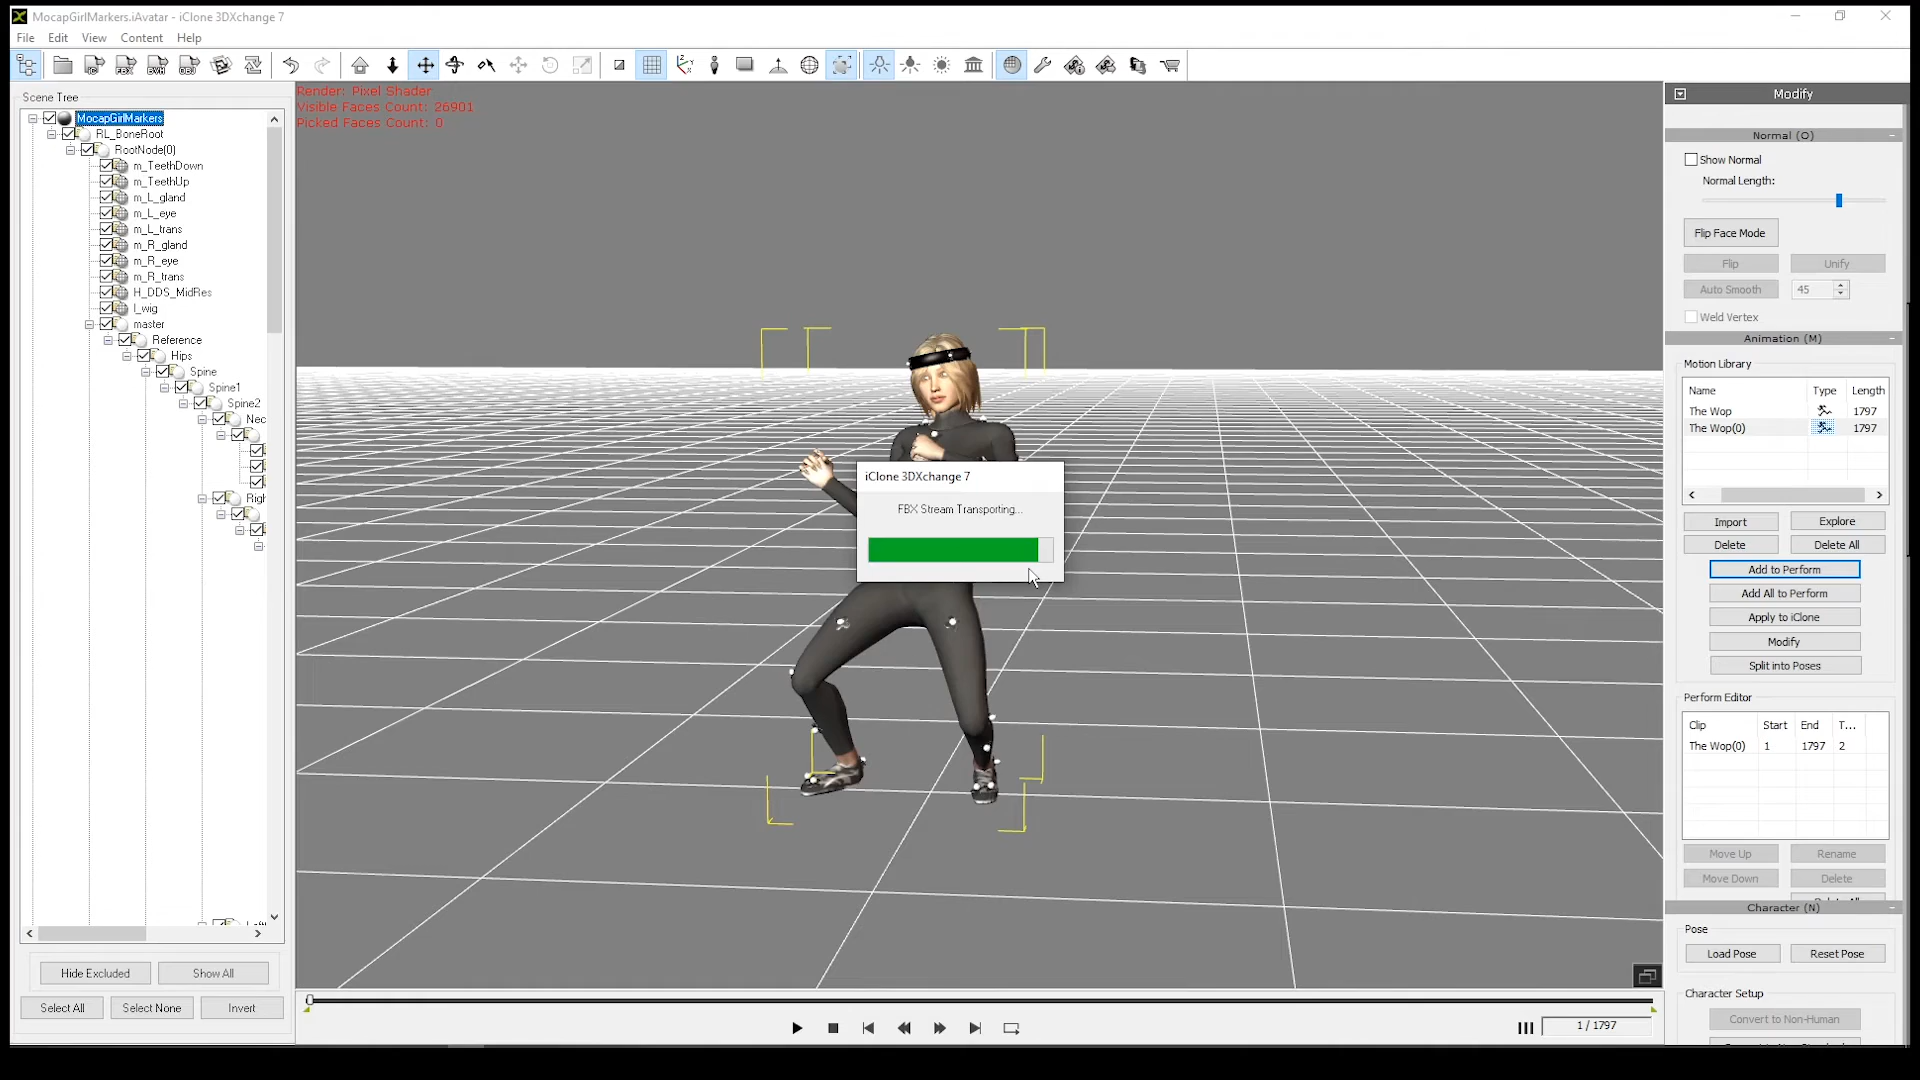 MocapGirlMarkers.iAvatar - iClone 3DXchange 7
File Edit View Content Help
Scene Tree
MocapGirlMarkers
RL_BoneRoot
RootNode(0)
m_TeethDown
m_TeethUp
m_L_gland
m_L_eye
m_L_trans
m_R_gland
m_R_eye
m_R_trans
H_DDS_MidRes
l_wig
master
Reference
Hips
Spine
Spine1
Spine2
Nec
Righ
Hide Excluded Show All
Select All Select None Invert
Render: Pixel Shader
Visible Faces Count: 26901
Picked Faces Count: 0
iClone 3DXchange 7
FBX Stream Transporting...
1 / 1797
Modify
Normal (O)
Show Normal
Normal Length:
Flip Face Mode
Flip Unify
Auto Smooth 45
Weld Vertex
Animation (M)
Motion Library
Name Type Length
The Wop 1797
The Wop(0) 1797
Import Explore
Delete Delete All
Add to Perform
Add All to Perform
Apply to iClone
Modify
Split into Poses
Perform Editor
Clip Start End T...
The Wop(0) 1 1797 2
Move Up Rename
Move Down Delete
Character (N)
Pose
Load Pose Reset Pose
Character Setup
Convert to Non-Human